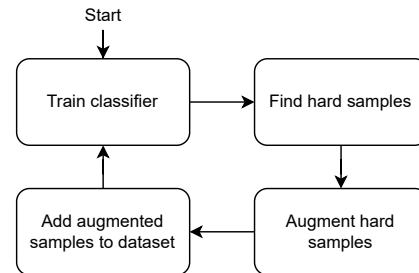 Start
Train classifier
Find hard samples
Augment hard
samples
Add augmented
samples to dataset